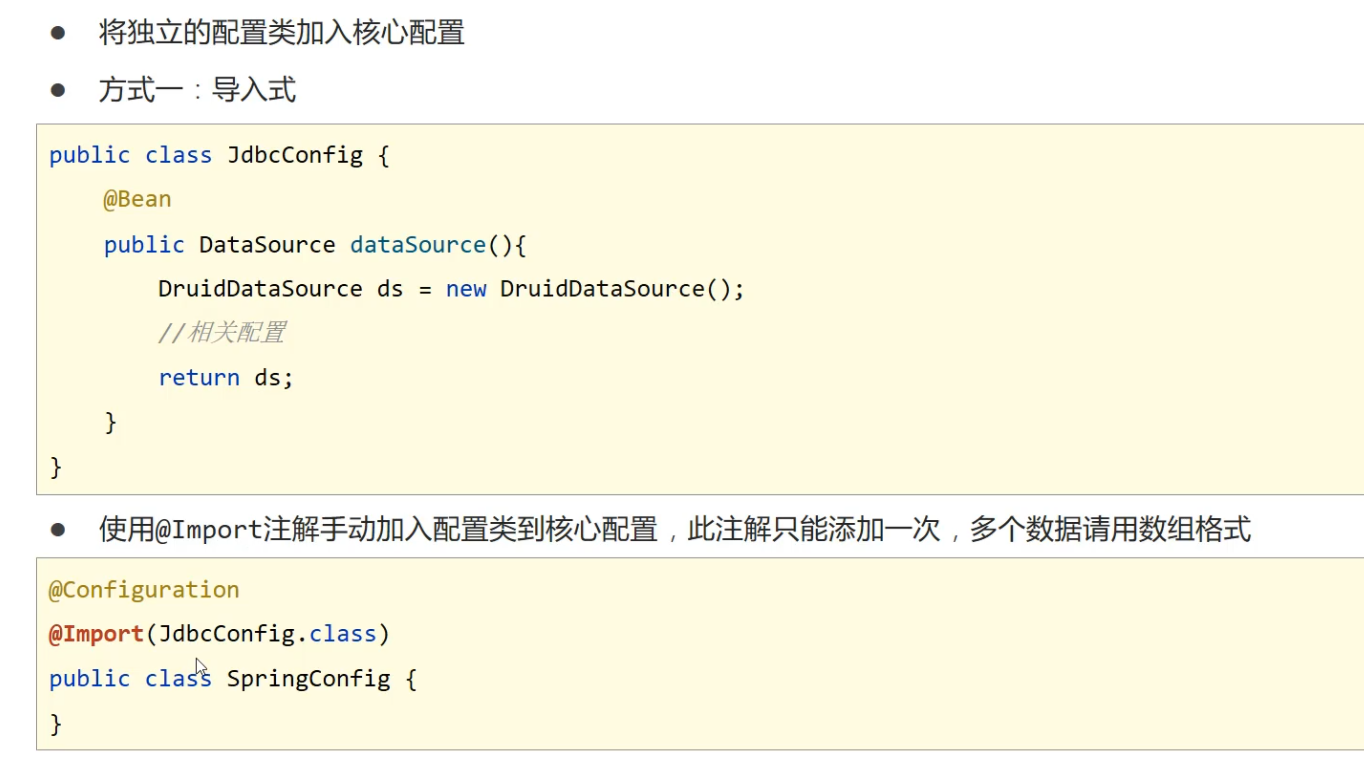 ● 将独立的配置类加入核心配置
● 方式一：导入式
public class JdbcConfig {
    @Bean
    public DataSource dataSource(){
        DruidDataSource ds = new DruidDataSource();
        //相关配置
        return ds;
    }
}
● 使用@Import注解手动加入配置类到核心配置，此注解只能添加一次，多个数据请用数组格式
@Configuration
@Import(JdbcConfig.class)
public class SpringConfig {
}